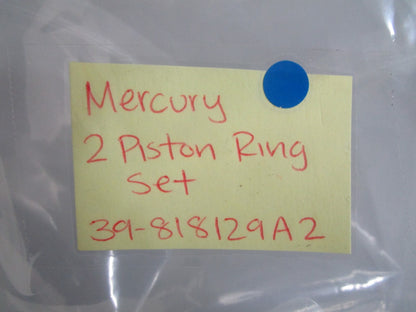 Mercury
2 Piston Ring
Set
39-818129A2